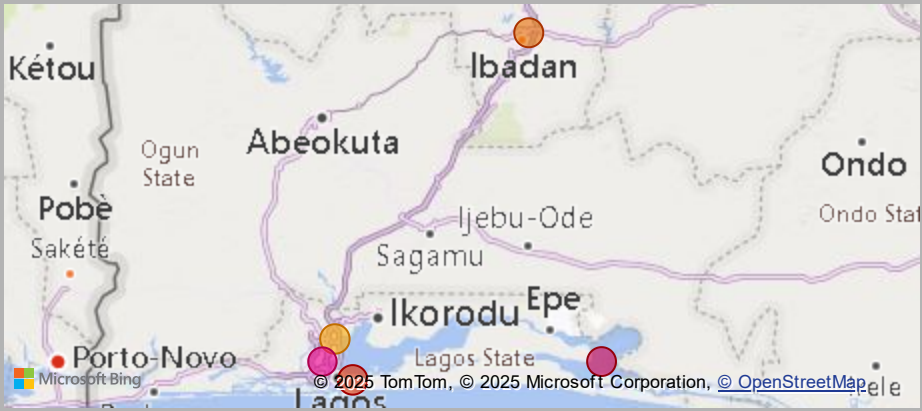 Kétou
Ibadan
Abeokuta
Ogun
State
Ondo
Pobè
Ijebu-Ode
Ondo Stat
Sakété
Sagamu
Epe
Ikorodu
Porto-Novo
Lagos State
Microsoft Bing
© 2025 TomTom, © 2025 Microsoft Corporation, © OpenStreetMap
Lagos